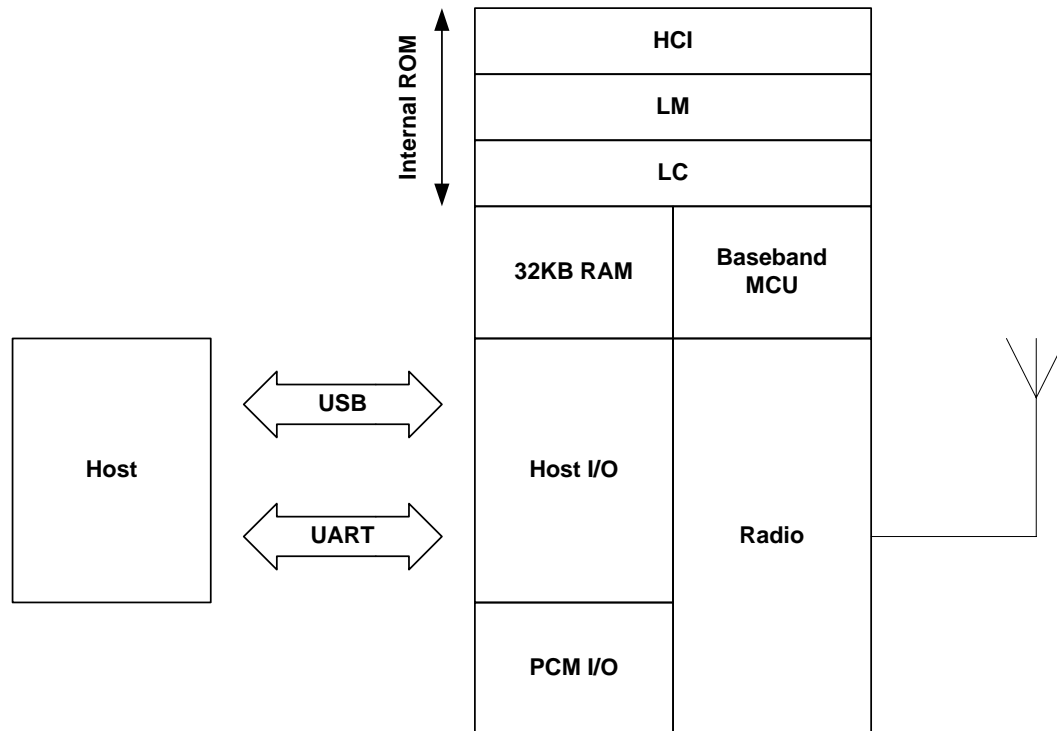 Internal ROM
HCI
LM
LC
32KB RAM
Baseband
MCU
Host
USB
UART
Host I/O
Radio
PCM I/O